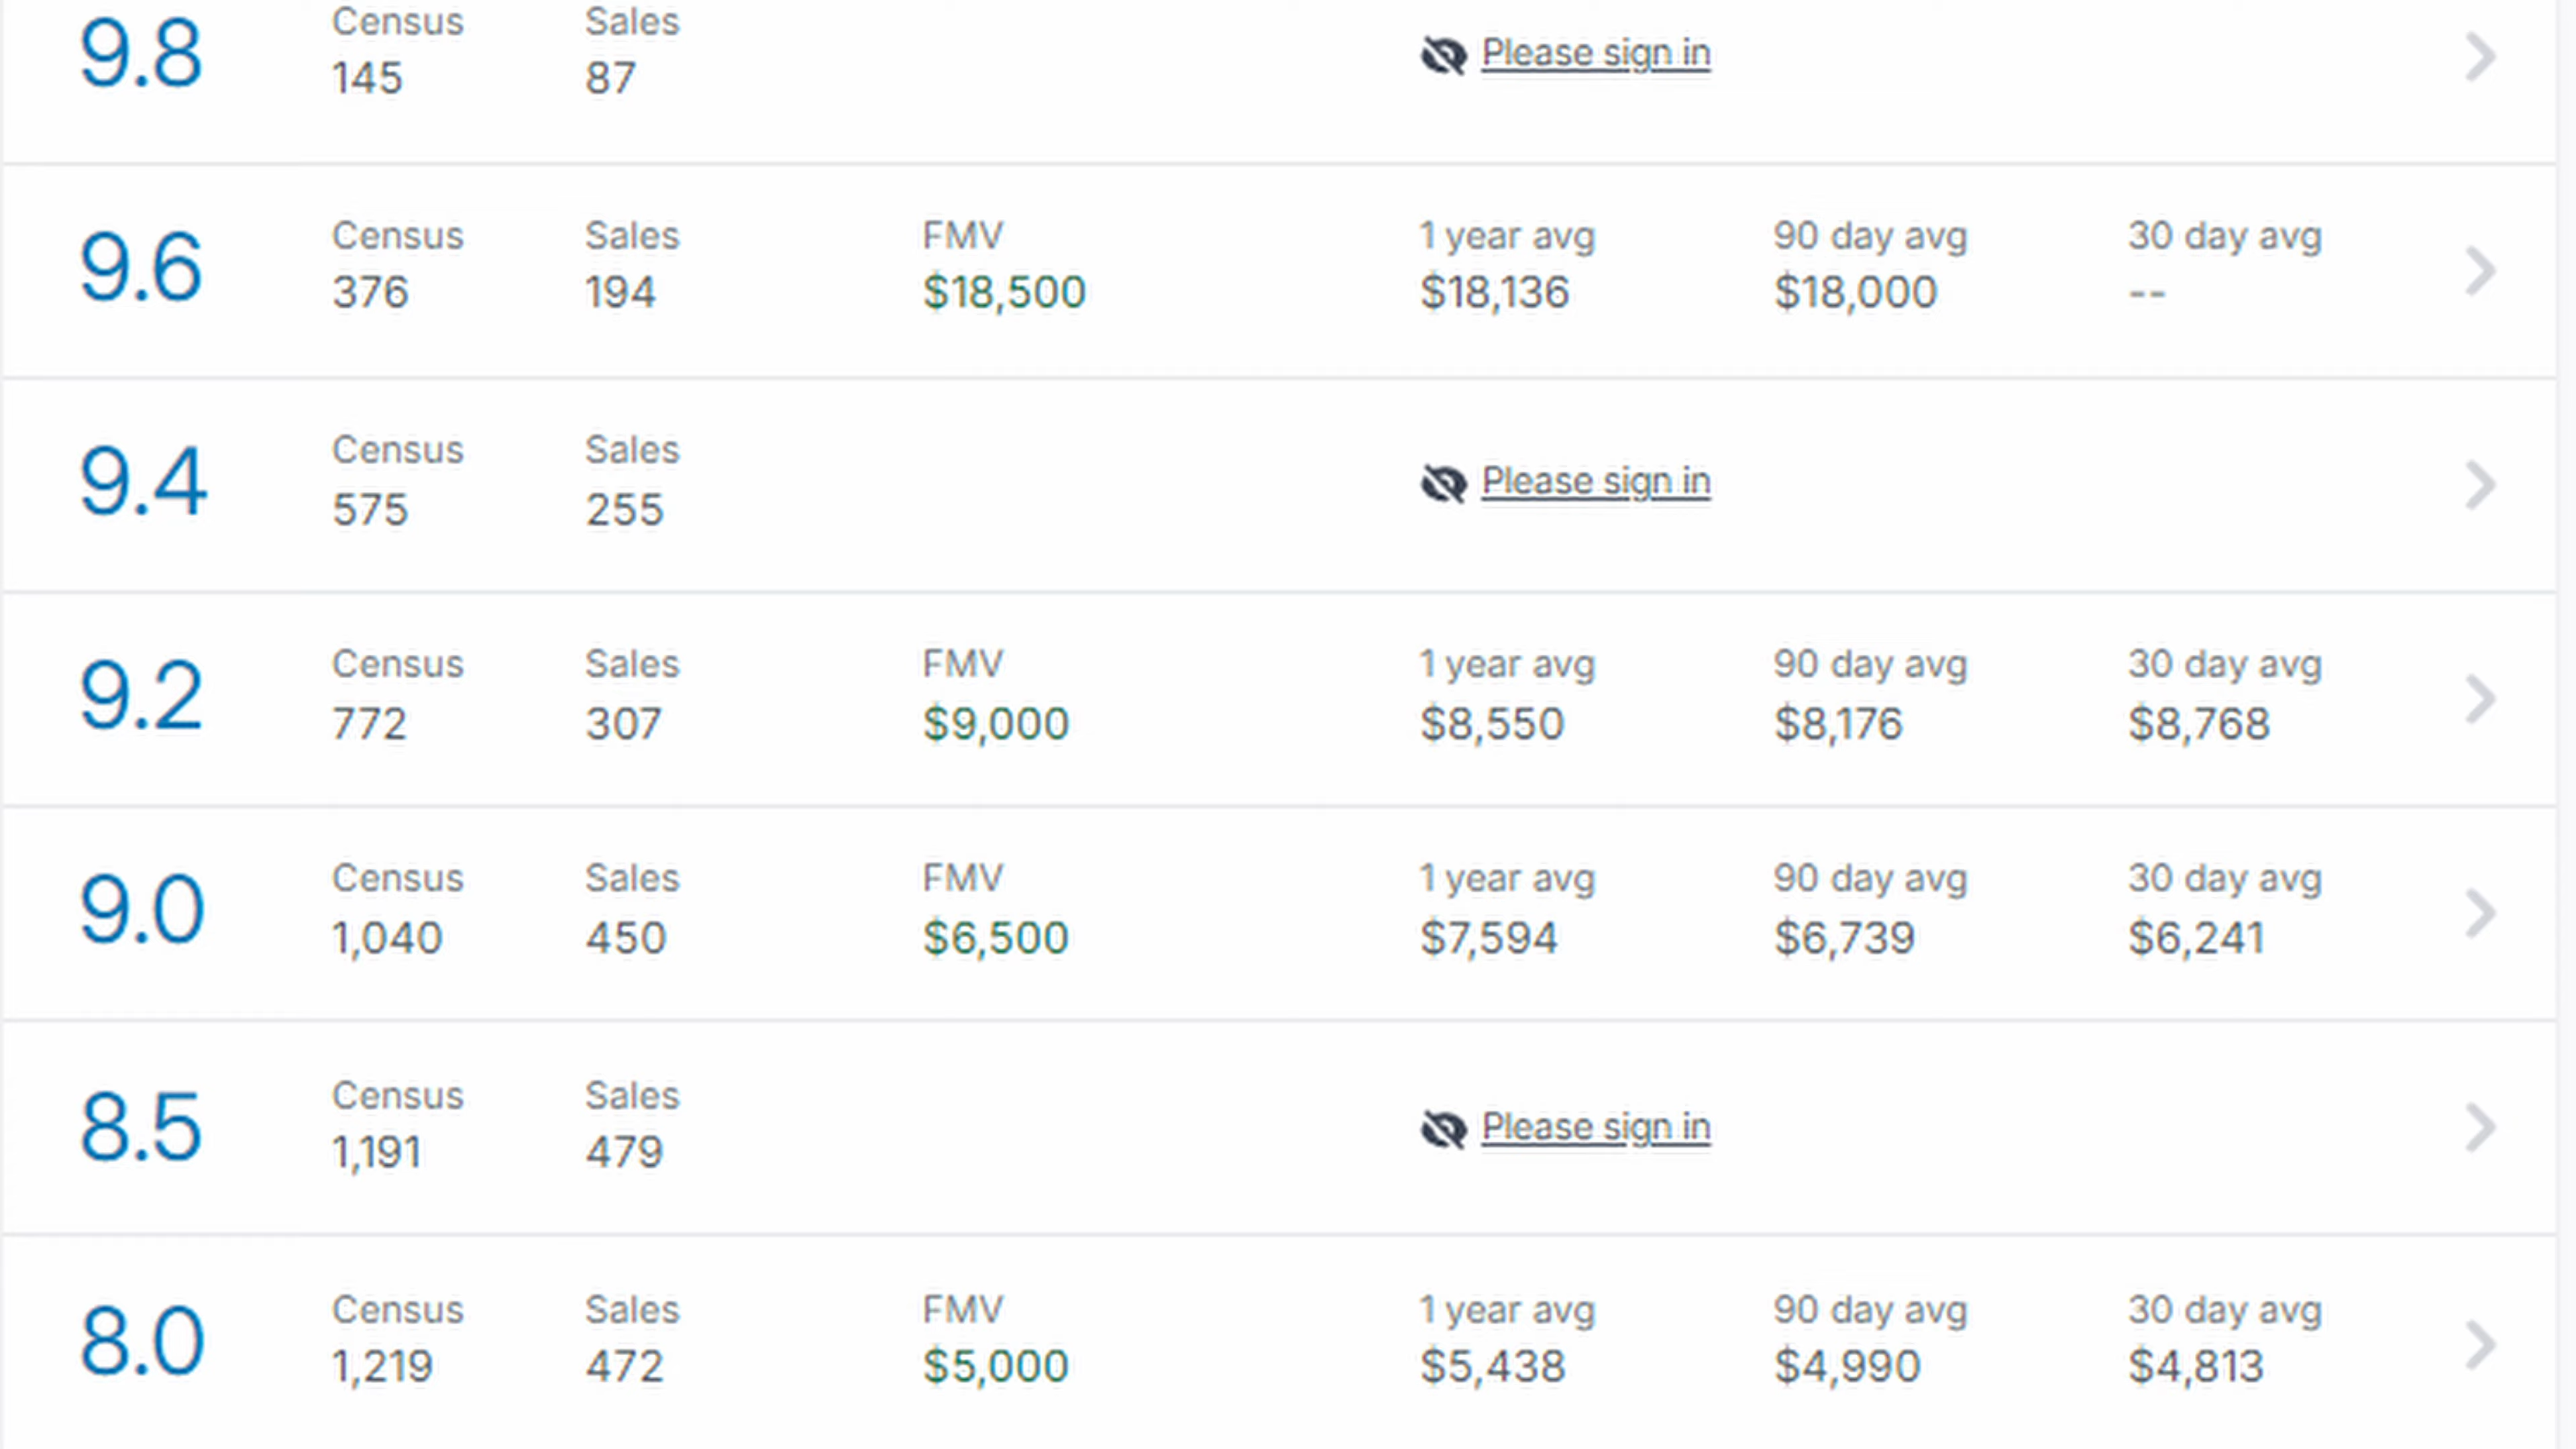 9.8 Census Sales
145 87 Please sign in
9.6 Census Sales FMV 1 year avg 90 day avg 30 day avg
376 194 $18,500 $18,136 $18,000 --
9.4 Census Sales
575 255 Please sign in
9.2 Census Sales FMV 1 year avg 90 day avg 30 day avg
772 307 $9,000 $8,550 $8,176 $8,768
9.0 Census Sales FMV 1 year avg 90 day avg 30 day avg
1,040 450 $6,500 $7,594 $6,739 $6,241
8.5 Census Sales
1,191 479 Please sign in
8.0 Census Sales FMV 1 year avg 90 day avg 30 day avg
1,219 472 $5,000 $5,438 $4,990 $4,813